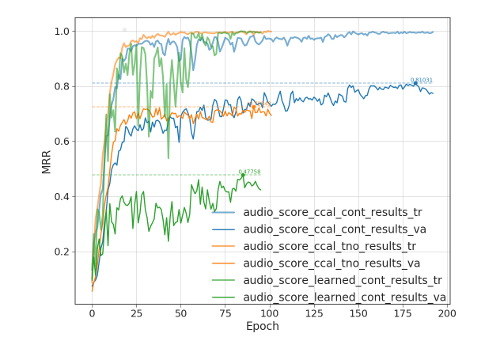 1.0
0.8
0.6
0.4
0.2
MRR
0.81031
0.47758
audio_score_ccal_cont_results_tr
audio_score_ccal_cont_results_va
audio_score_ccal_tno_results_tr
audio_score_ccal_tno_results_va
audio_score_learned_cont_results_tr
audio_score_learned_cont_results_va
0 25 50 75 100 125 150 175 200
Epoch